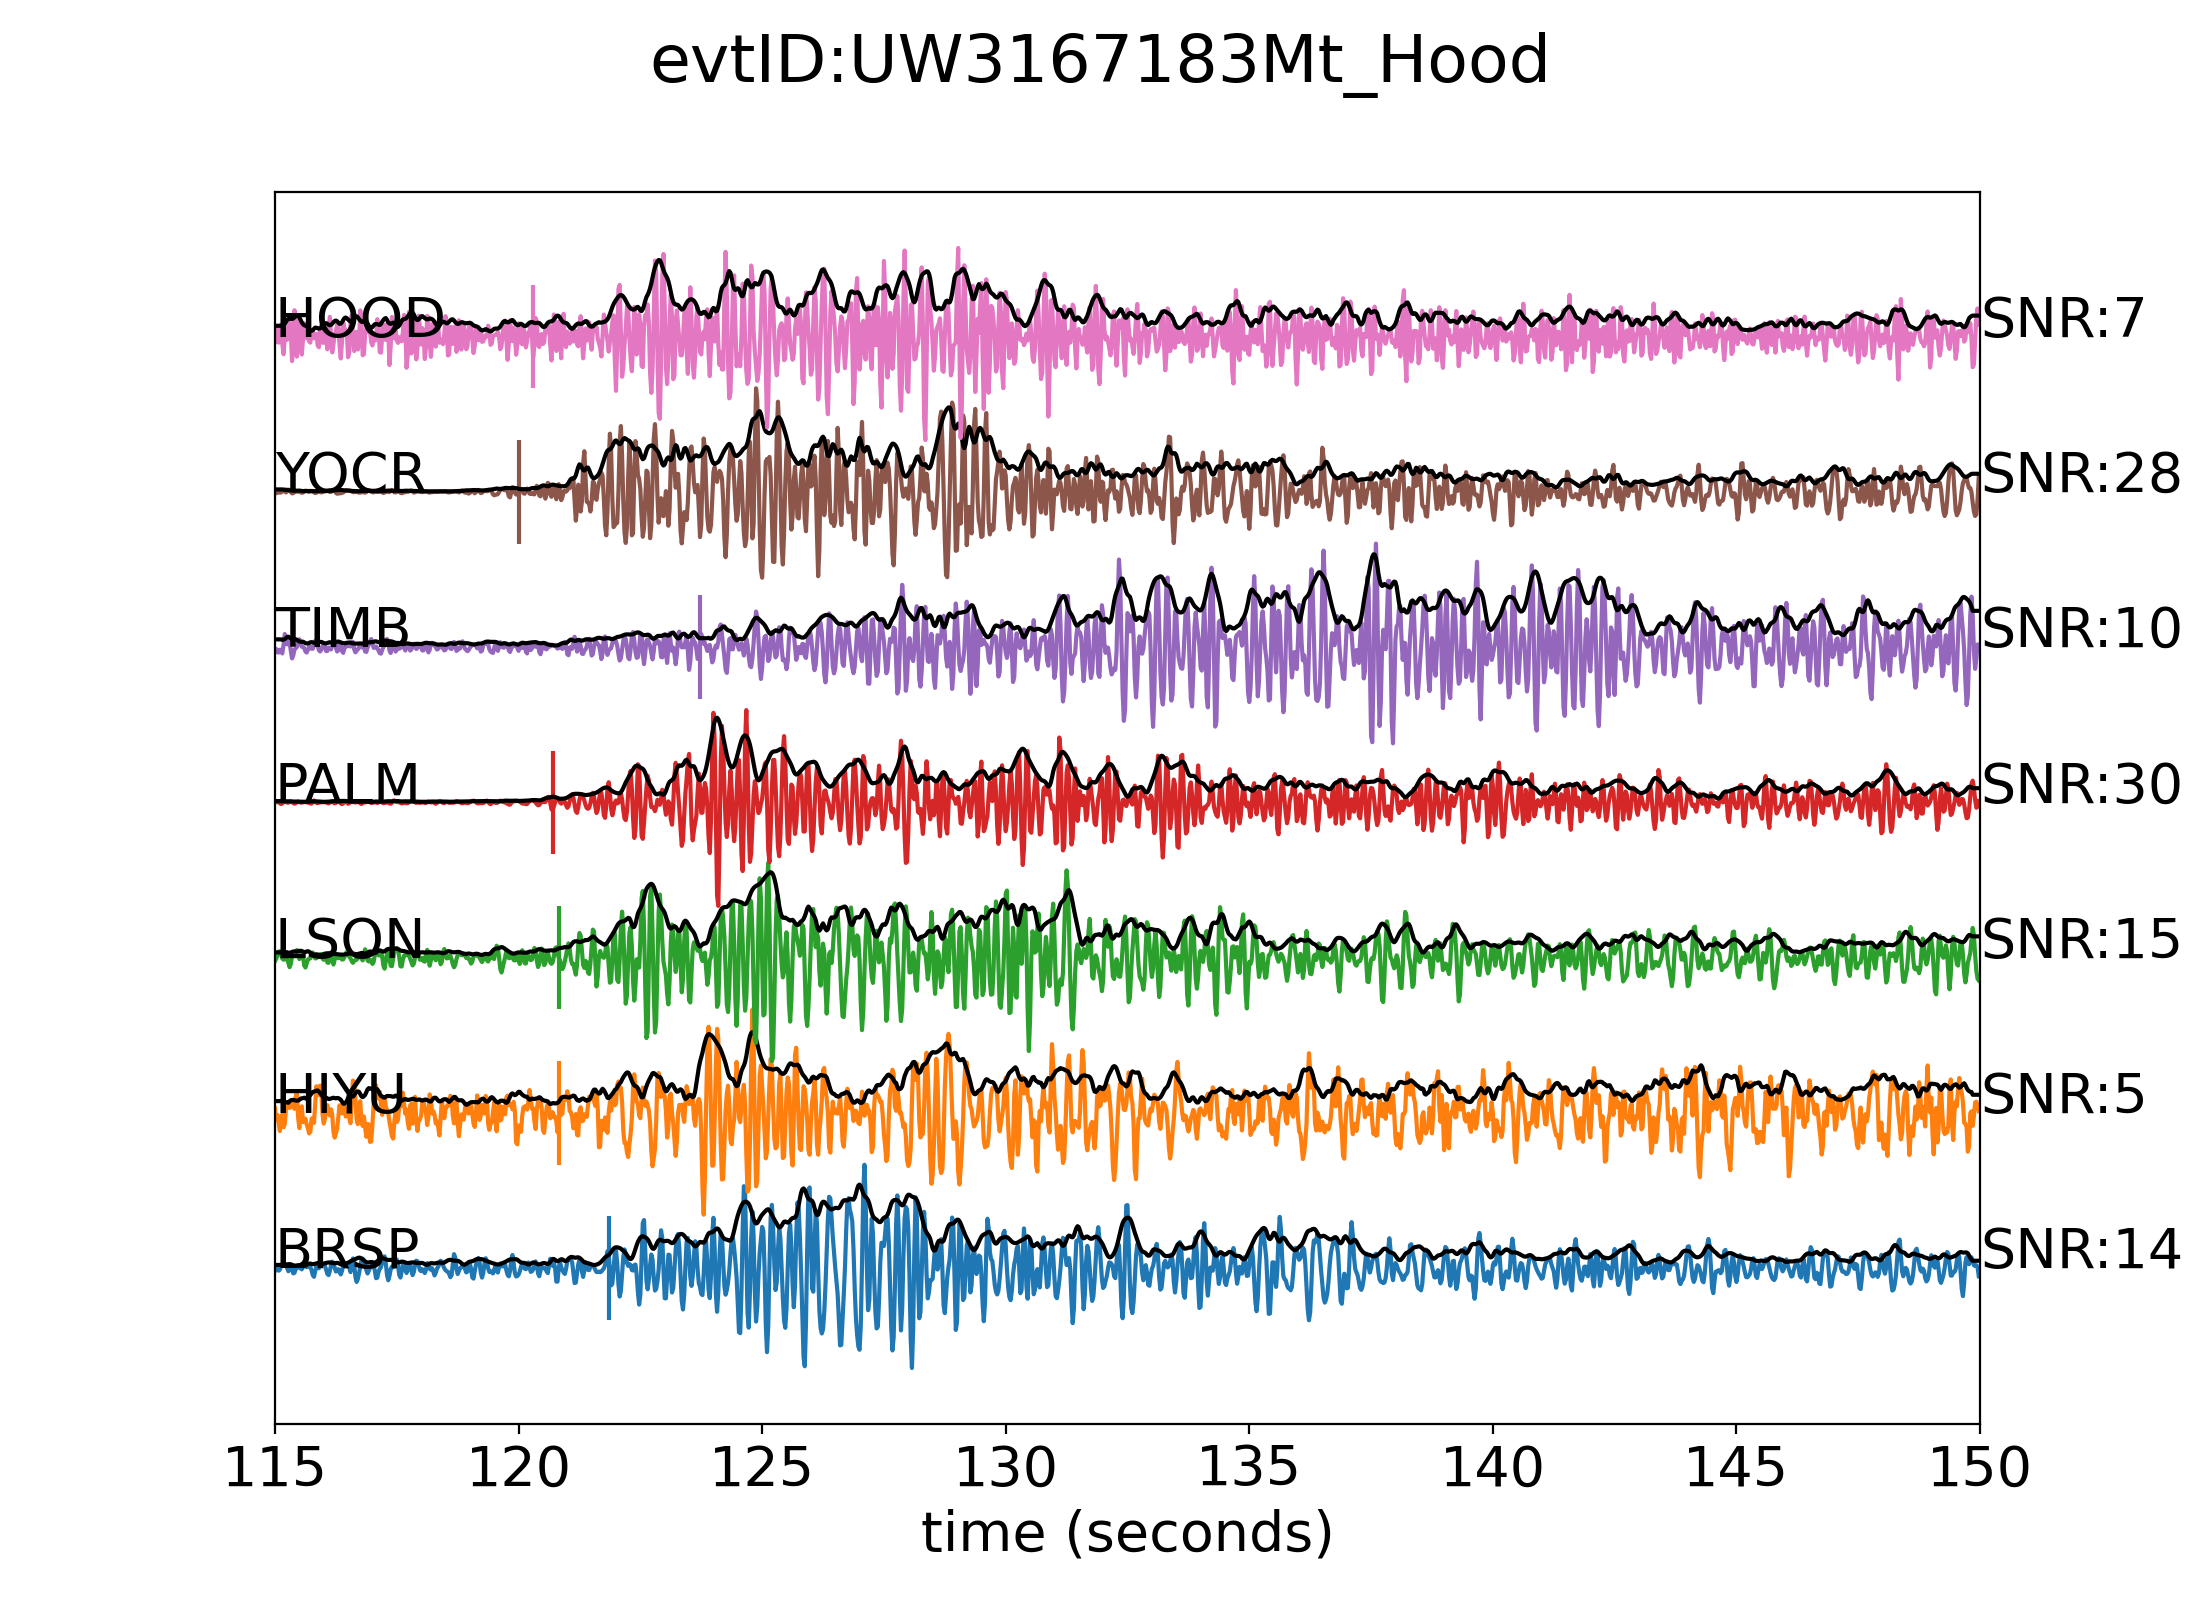 evtID:UW3167183Mt_Hood
HOOD SNR:7
YOCR SNR:28
TIMB SNR:10
PALM SNR:30
LSON SNR:15
HIYU SNR:5
BRSP SNR:14
115 120 125 130 135 140 145 150
time (seconds)